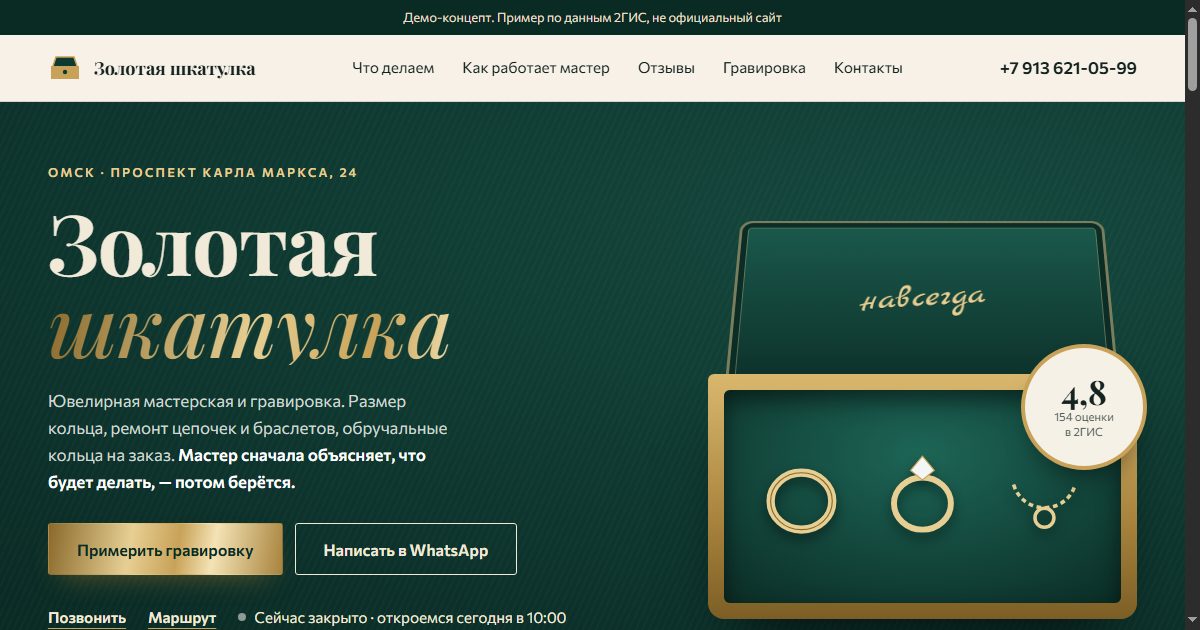 Демо-концепт. Пример по данным 2ГИС, не официальный сайт
Золотая шкатулка
Что делаем
Как работает мастер
Отзывы
Гравировка
Контакты
+7 913 621-05-99
ОМСК · ПРОСПЕКТ КАРЛА МАРКСА, 24
Золотая
шкатулка
Ювелирная мастерская и гравировка. Размер
кольца, ремонт цепочек и браслетов, обручальные
кольца на заказ. Мастер сначала объясняет, что
будет делать, — потом берётся.
Примерить гравировку
Написать в WhatsApp
Позвонить
Маршрут
Сейчас закрыто · откроемся сегодня в 10:00
навсегда
4,8
154 оценки
в 2ГИС